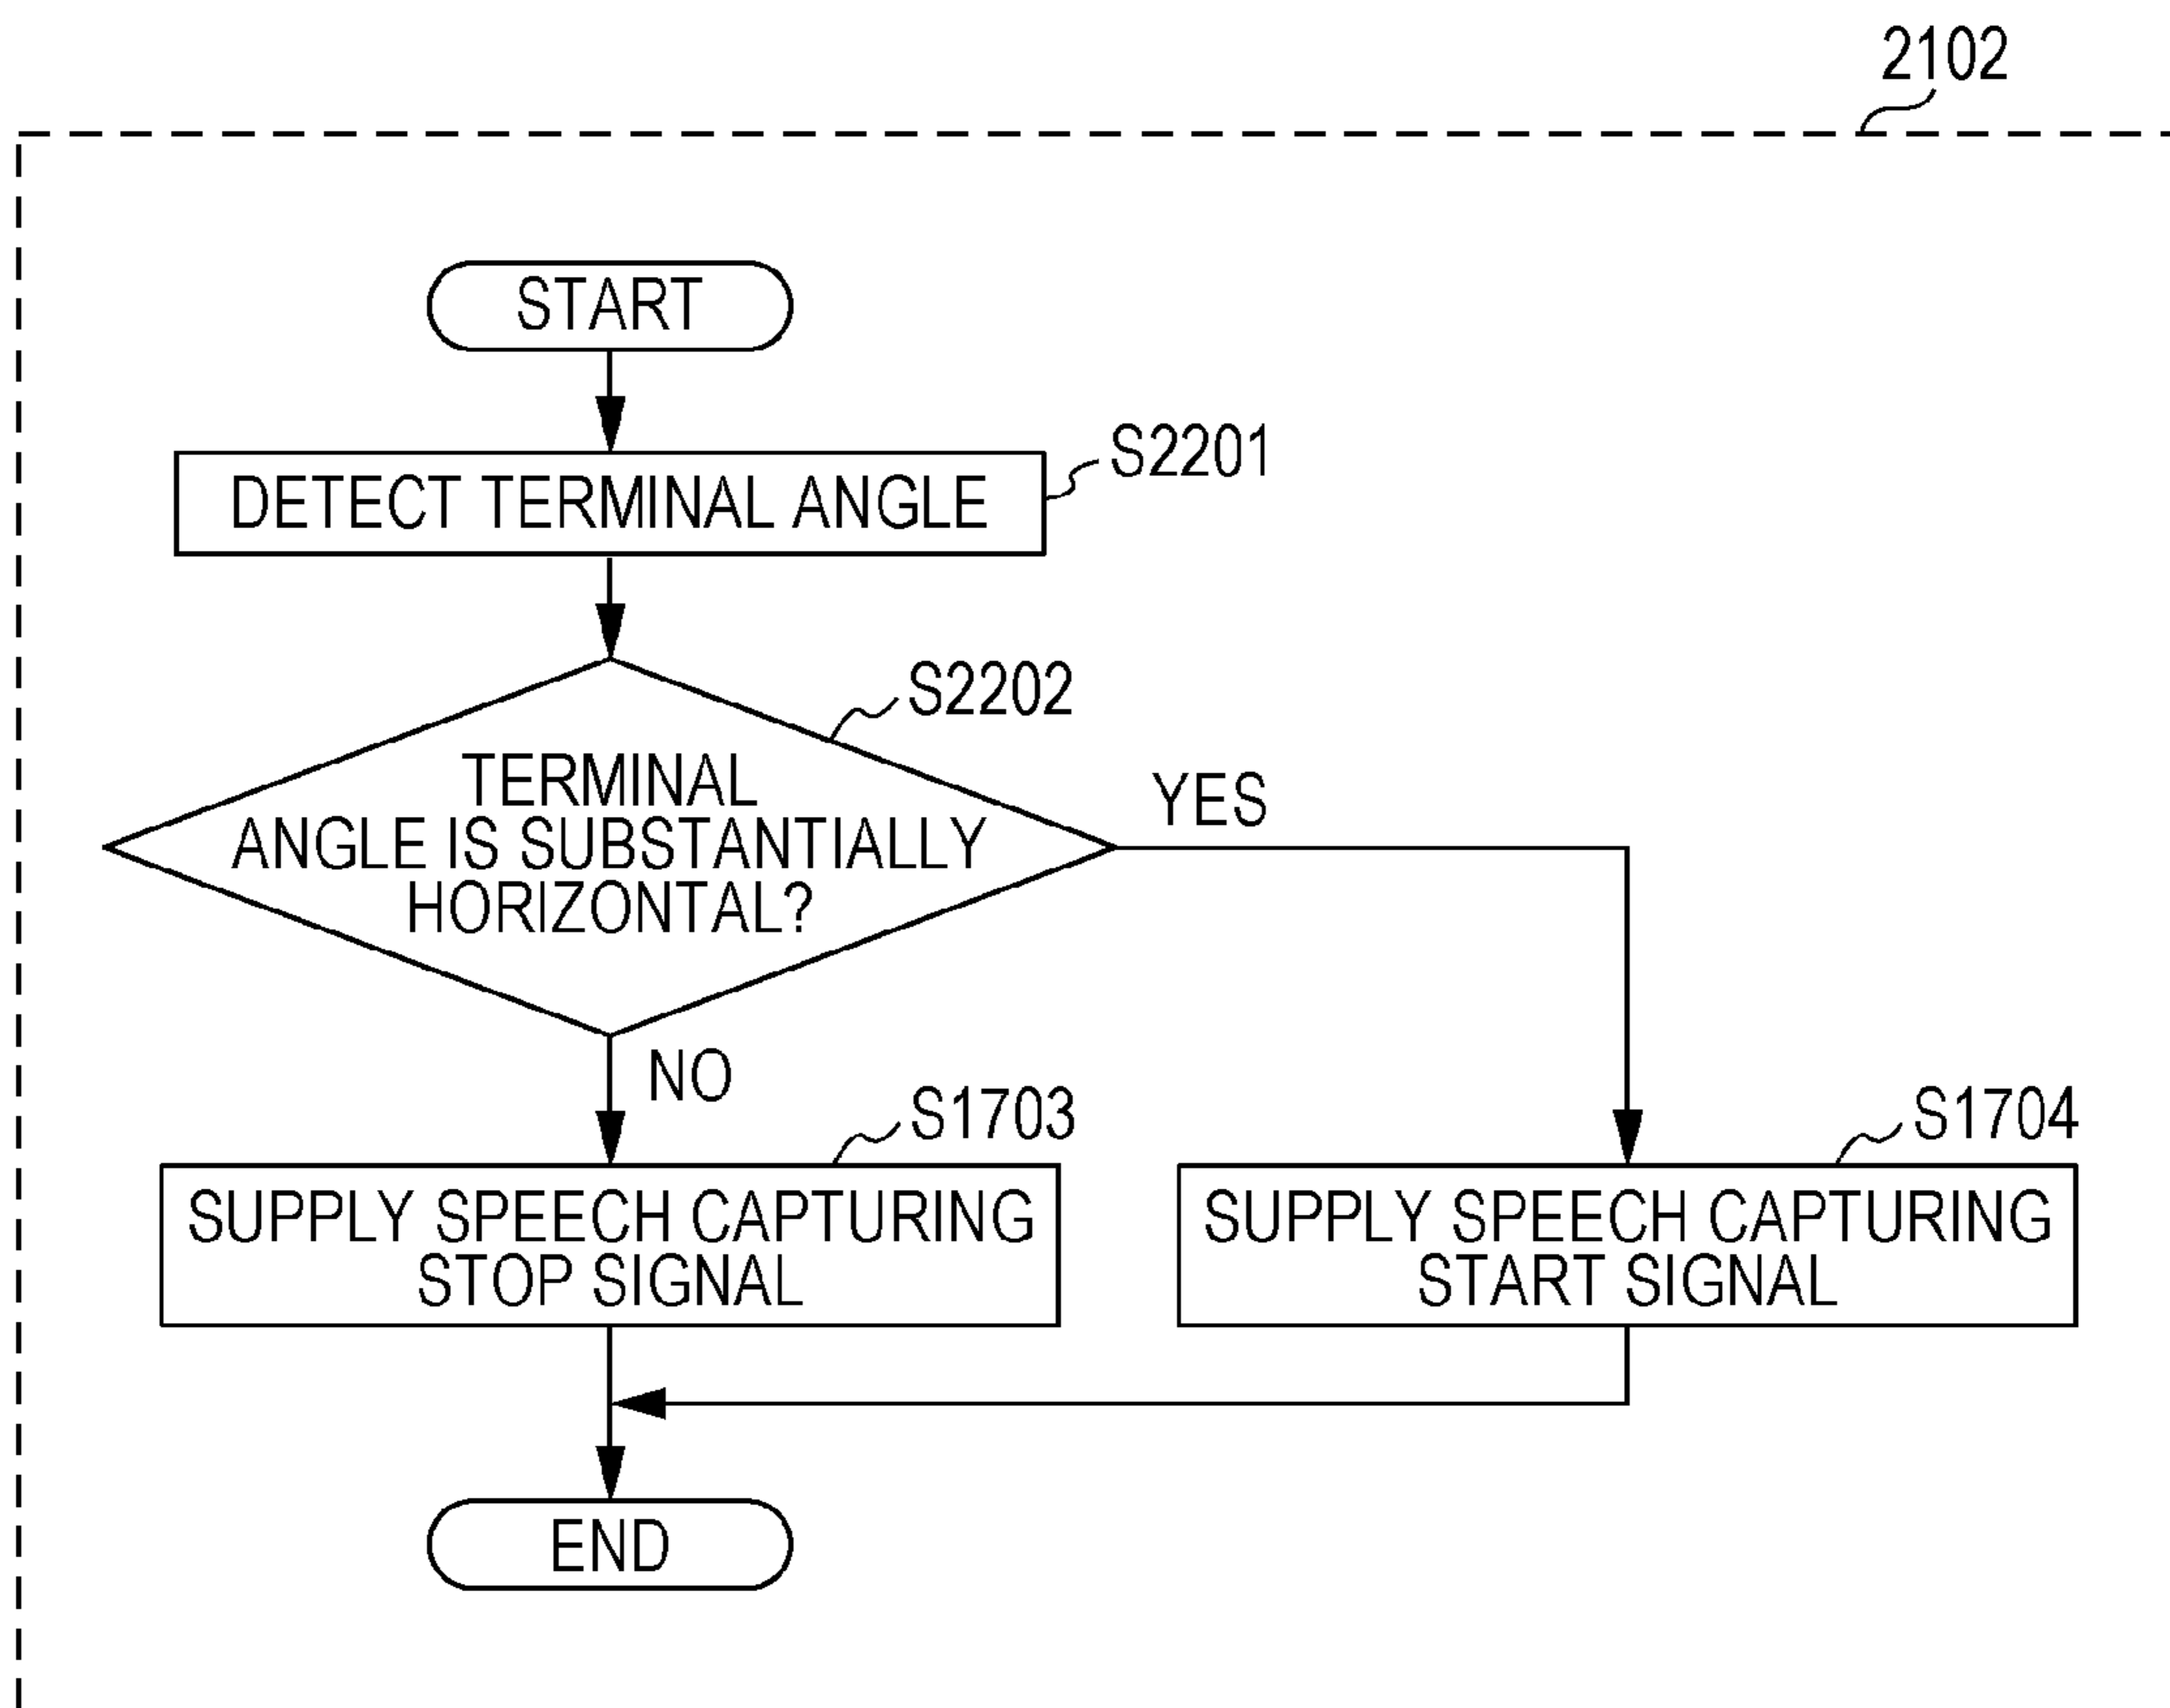 2102
START
DETECT TERMINAL ANGLE
S2201
S2202
TERMINAL
ANGLE IS SUBSTANTIALLY
HORIZONTAL?
YES
NO
S1703
SUPPLY SPEECH CAPTURING
STOP SIGNAL
S1704
SUPPLY SPEECH CAPTURING
START SIGNAL
END